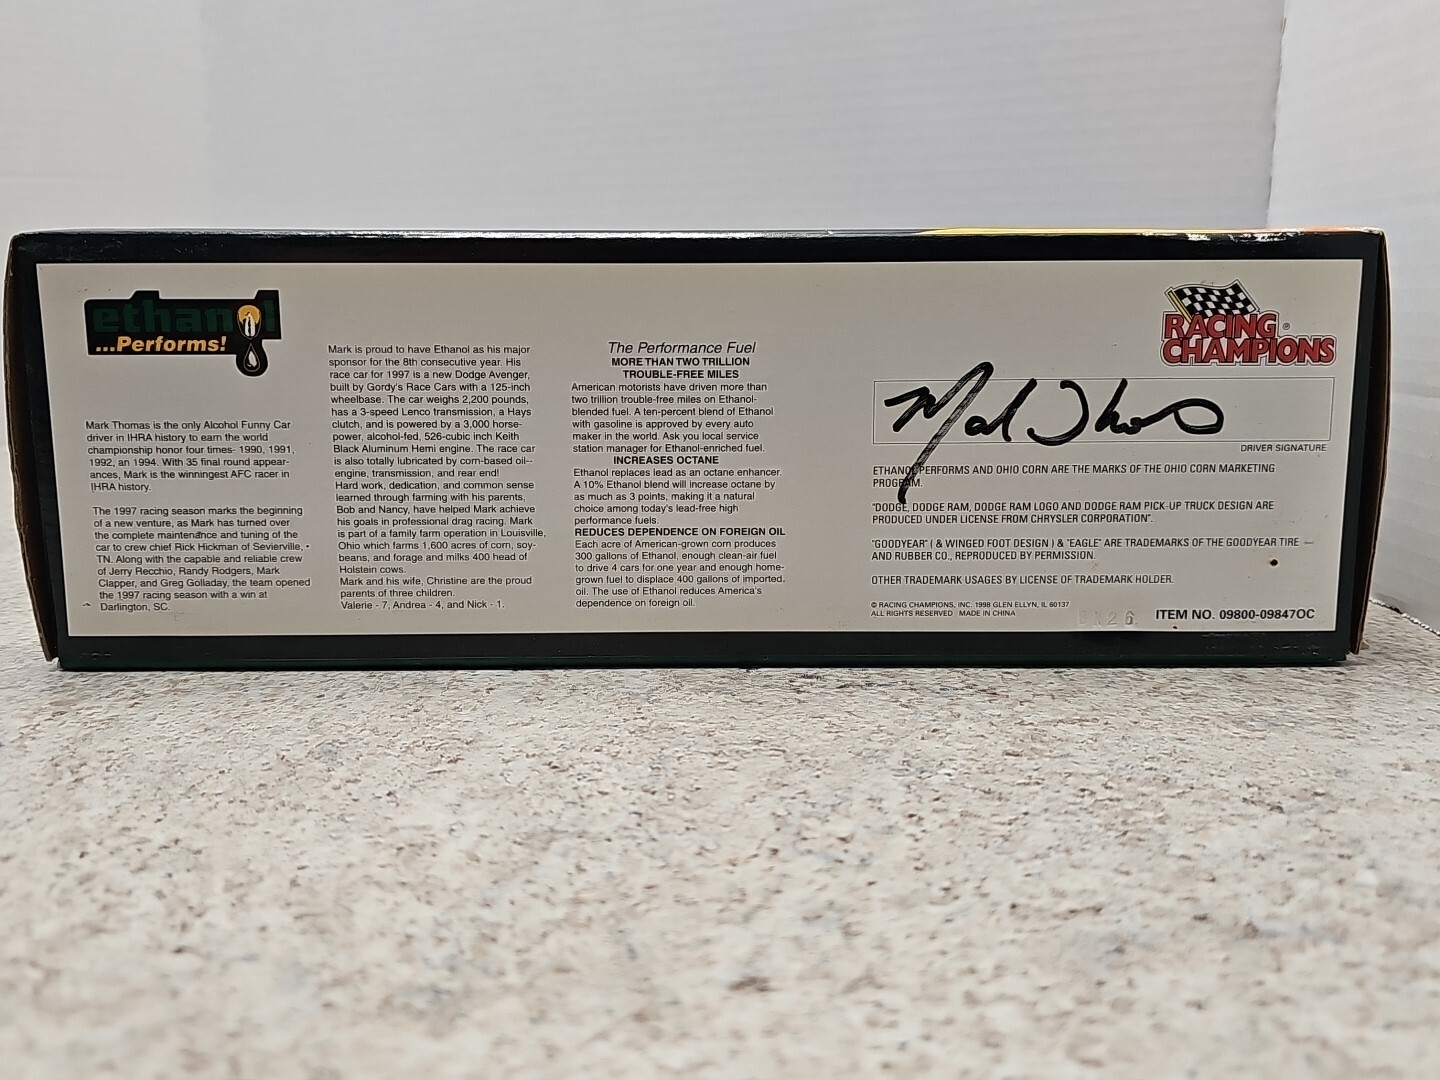 ethanol
...Performs!
Mark Thomas is the only Alcohol Funny Car
driver in IHRA history to earn the world
championship honor four times- 1990, 1991,
1992, an 1994. With 35 final round appear-
ances, Mark is the winningest AFC racer in
IHRA history.
The 1997 racing season marks the beginning
of a new venture, as Mark has turned over
the complete maintenance and tuning of the
car to crew chief Rick Hickman of Sevierville,
TN. Along with the capable and reliable crew
of Jerry Recchio, Randy Rodgers, Mark
Clapper, and Greg Golladay, the team opened
the 1997 racing season with a win at
Darlington, SC.
Mark is proud to have Ethanol as his major
sponsor for the 8th consecutive year. His
race car for 1997 is a new Dodge Avenger,
built by Gordy's Race Cars with a 125-inch
wheelbase. The car weighs 2,200 pounds,
has a 3-speed Lenco transmission, a Hays
clutch, and is powered by a 3,000 horse-
power, alcohol-fed, 526-cubic inch Keith
Black Aluminum Hemi engine. The race car
is also totally lubricated by corn-based oil--
engine, transmission, and rear end!
Hard work, dedication, and common sense
learned through farming with his parents,
Bob and Nancy, have helped Mark achieve
his goals in professional drag racing. Mark
is part of a family farm operation in Louisville,
Ohio which farms 1,600 acres of corn, soy-
beans, and forage and milks 400 head of
Holstein cows.
Mark and his wife, Christine are the proud
parents of three children.
Valerie - 7, Andrea - 4, and Nick - 1.
The Performance Fuel
MORE THAN TWO TRILLION
TROUBLE-FREE MILES
American motorists have driven more than
two trillion trouble-free miles on Ethanol-
blended fuel. A ten-percent blend of Ethanol
with gasoline is approved by every auto
maker in the world. Ask you local service
station manager for Ethanol-enriched fuel.
INCREASES OCTANE
Ethanol replaces lead as an octane enhancer.
A 10% Ethanol blend will increase octane by
as much as 3 points, making it a natural
choice among today's lead-free high
performance fuels.
REDUCES DEPENDENCE ON FOREIGN OIL
Each acre of American-grown corn produces
300 gallons of Ethanol, enough clean-air fuel
to drive 4 cars for one year and enough home-
grown fuel to displace 400 gallons of imported.
oil. The use of Ethanol reduces America's
dependence on foreign oil.
RACING ®
CHAMPIONS
Mark Thomas
DRIVER SIGNATURE
ETHANOL PERFORMS AND OHIO CORN ARE THE MARKS OF THE OHIO CORN MARKETING
PROGRAM.
"DODGE, DODGE RAM, DODGE RAM LOGO AND DODGE RAM PICK-UP TRUCK DESIGN ARE
PRODUCED UNDER LICENSE FROM CHRYSLER CORPORATION".
"GOODYEAR" ( & WINGED FOOT DESIGN ) & "EAGLE" ARE TRADEMARKS OF THE GOODYEAR TIRE
AND RUBBER CO., REPRODUCED BY PERMISSION.
OTHER TRADEMARK USAGES BY LICENSE OF TRADEMARK HOLDER.
© RACING CHAMPIONS, INC. 1998 GLEN ELLYN, IL 60137
ALL RIGHTS RESERVED MADE IN CHINA
ITEM NO. 09800-09847OC